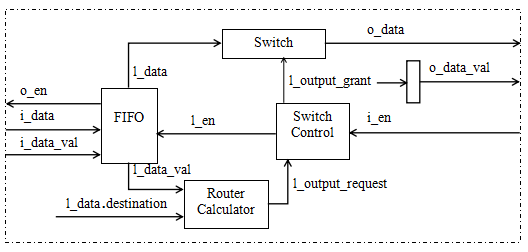 o_data
Switch
l_data
l_output_grant
o_data_val
o_en
i_data
FIFO
l_en
Switch
Control
i_en
i_data_val
l_data_val
Router
Calculator
l_output_request
l_data.destination